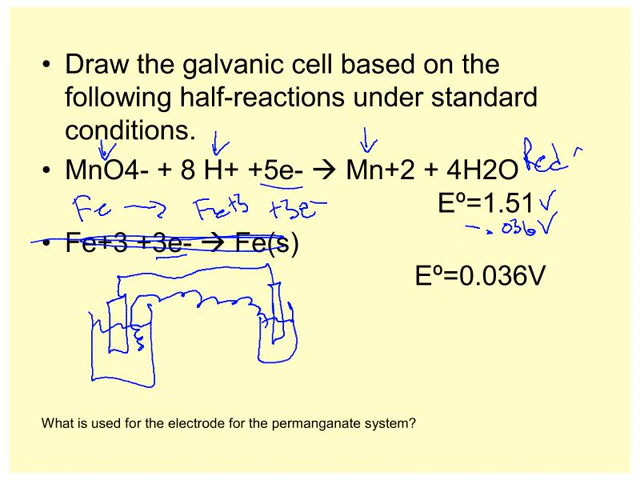 • Draw the galvanic cell based on the
following half-reactions under standard
conditions.
• MnO4- + 8 H+ +5e- → Mn+2 + 4H2O Red
Eº=1.51 V
Fe → Fe+3 +3e-
-.036 V
• Fe+3 +3e- → Fe(s)
Eº=0.036V
What is used for the electrode for the permanganate system?